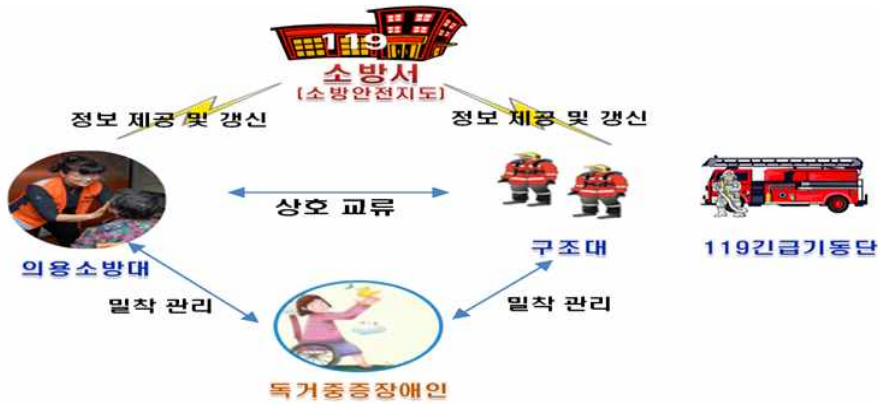 119
소방서
(소방안전지도)
정보 제공 및 갱신
정보 제공 및 갱신
상호 교류
의용소방대
구조대
119긴급기동단
밀착 관리
밀착 관리
독거중증장애인